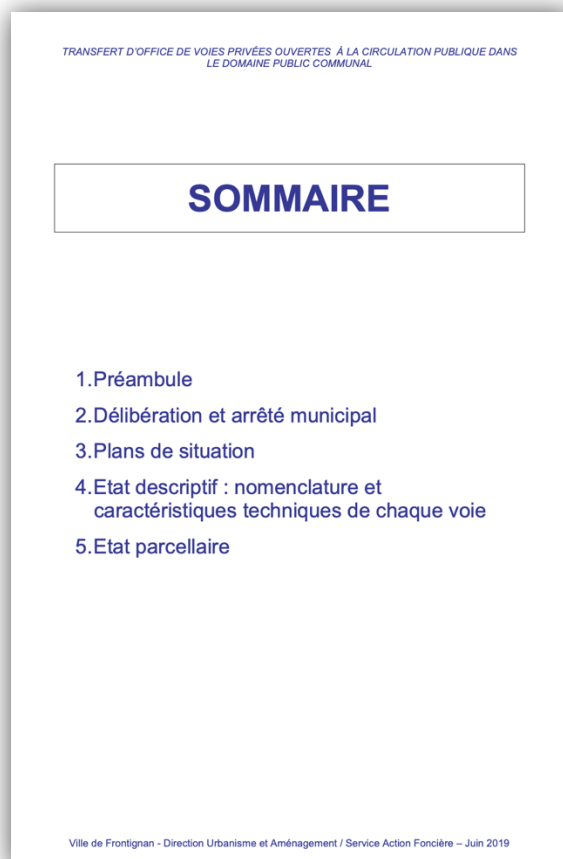 TRANSFERT D'OFFICE DE VOIES PRIVÉES OUVERTES À LA CIRCULATION PUBLIQUE DANS
LE DOMAINE PUBLIC COMMUNAL
SOMMAIRE
1.Préambule
2.Délibération et arrêté municipal
3.Plans de situation
4.Etat descriptif : nomenclature et
caractéristiques techniques de chaque voie
5.Etat parcellaire
Ville de Frontignan - Direction Urbanisme et Aménagement / Service Action Foncière – Juin 2019